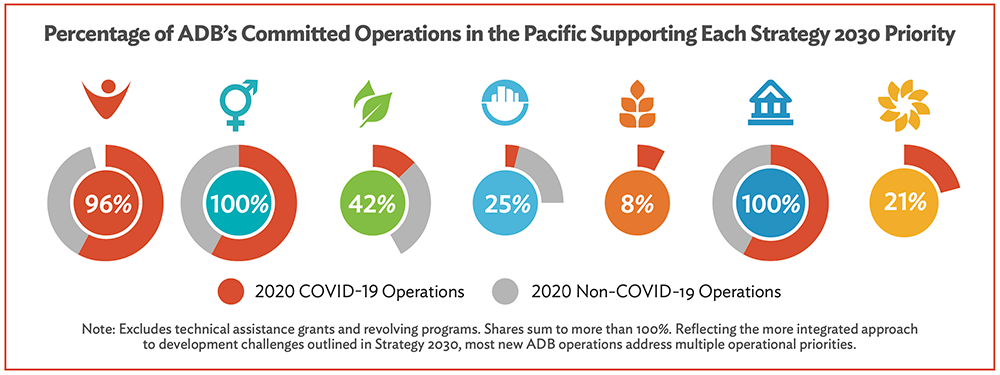 Percentage of ADB's Committed Operations in the Pacific Supporting Each Strategy 2030 Priority
96%
100%
42%
25%
8%
100%
21%
2020 COVID-19 Operations
2020 Non-COVID-19 Operations
Note: Excludes technical assistance grants and revolving programs. Shares sum to more than 100%. Reflecting the more integrated approach
to development challenges outlined in Strategy 2030, most new ADB operations address multiple operational priorities.